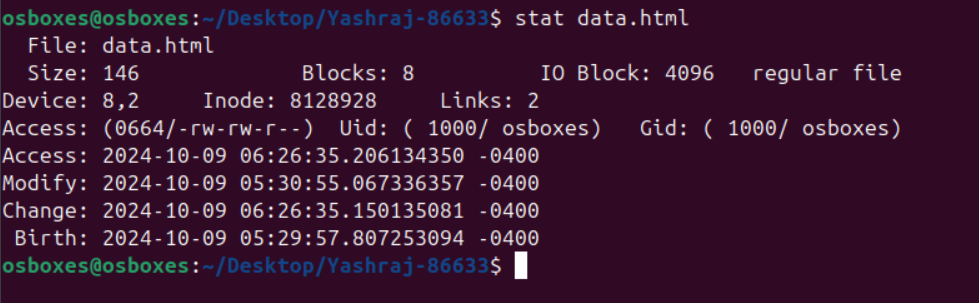 osboxes@osboxes:~/Desktop/Yashraj-86633$ stat data.html
  File: data.html
  Size: 146             Blocks: 8          IO Block: 4096   regular file
Device: 8,2     Inode: 8128928     Links: 2
Access: (0664/-rw-rw-r--)  Uid: ( 1000/ osboxes)   Gid: ( 1000/ osboxes)
Access: 2024-10-09 06:26:35.206134350 -0400
Modify: 2024-10-09 05:30:55.067336357 -0400
Change: 2024-10-09 06:26:35.150135081 -0400
 Birth: 2024-10-09 05:29:57.807253094 -0400
osboxes@osboxes:~/Desktop/Yashraj-86633$